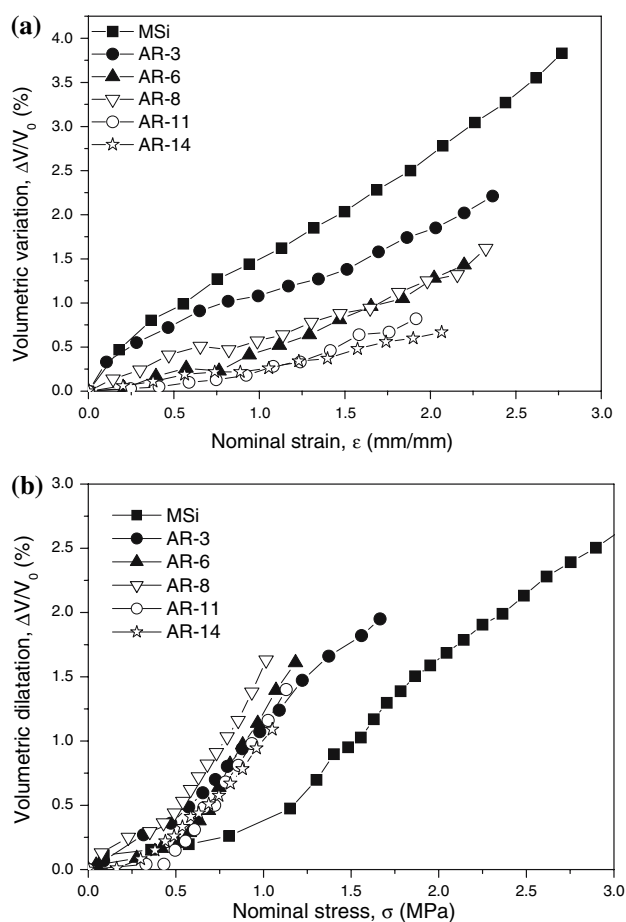 (a)
MSi
AR-3
AR-6
AR-8
AR-11
AR-14
4.0
3.5
3.0
2.5
2.0
1.5
1.0
0.5
0.0
Volumetric variation, ΔV/V0 (%)
0.0 0.5 1.0 1.5 2.0 2.5 3.0
Nominal strain, ε (mm/mm)
(b)
MSi
AR-3
AR-6
AR-8
AR-11
AR-14
3.0
2.5
2.0
1.5
1.0
0.5
0.0
Volumetric dilatation, ΔV/V0 (%)
0.0 0.5 1.0 1.5 2.0 2.5 3.0
Nominal stress, σ (MPa)